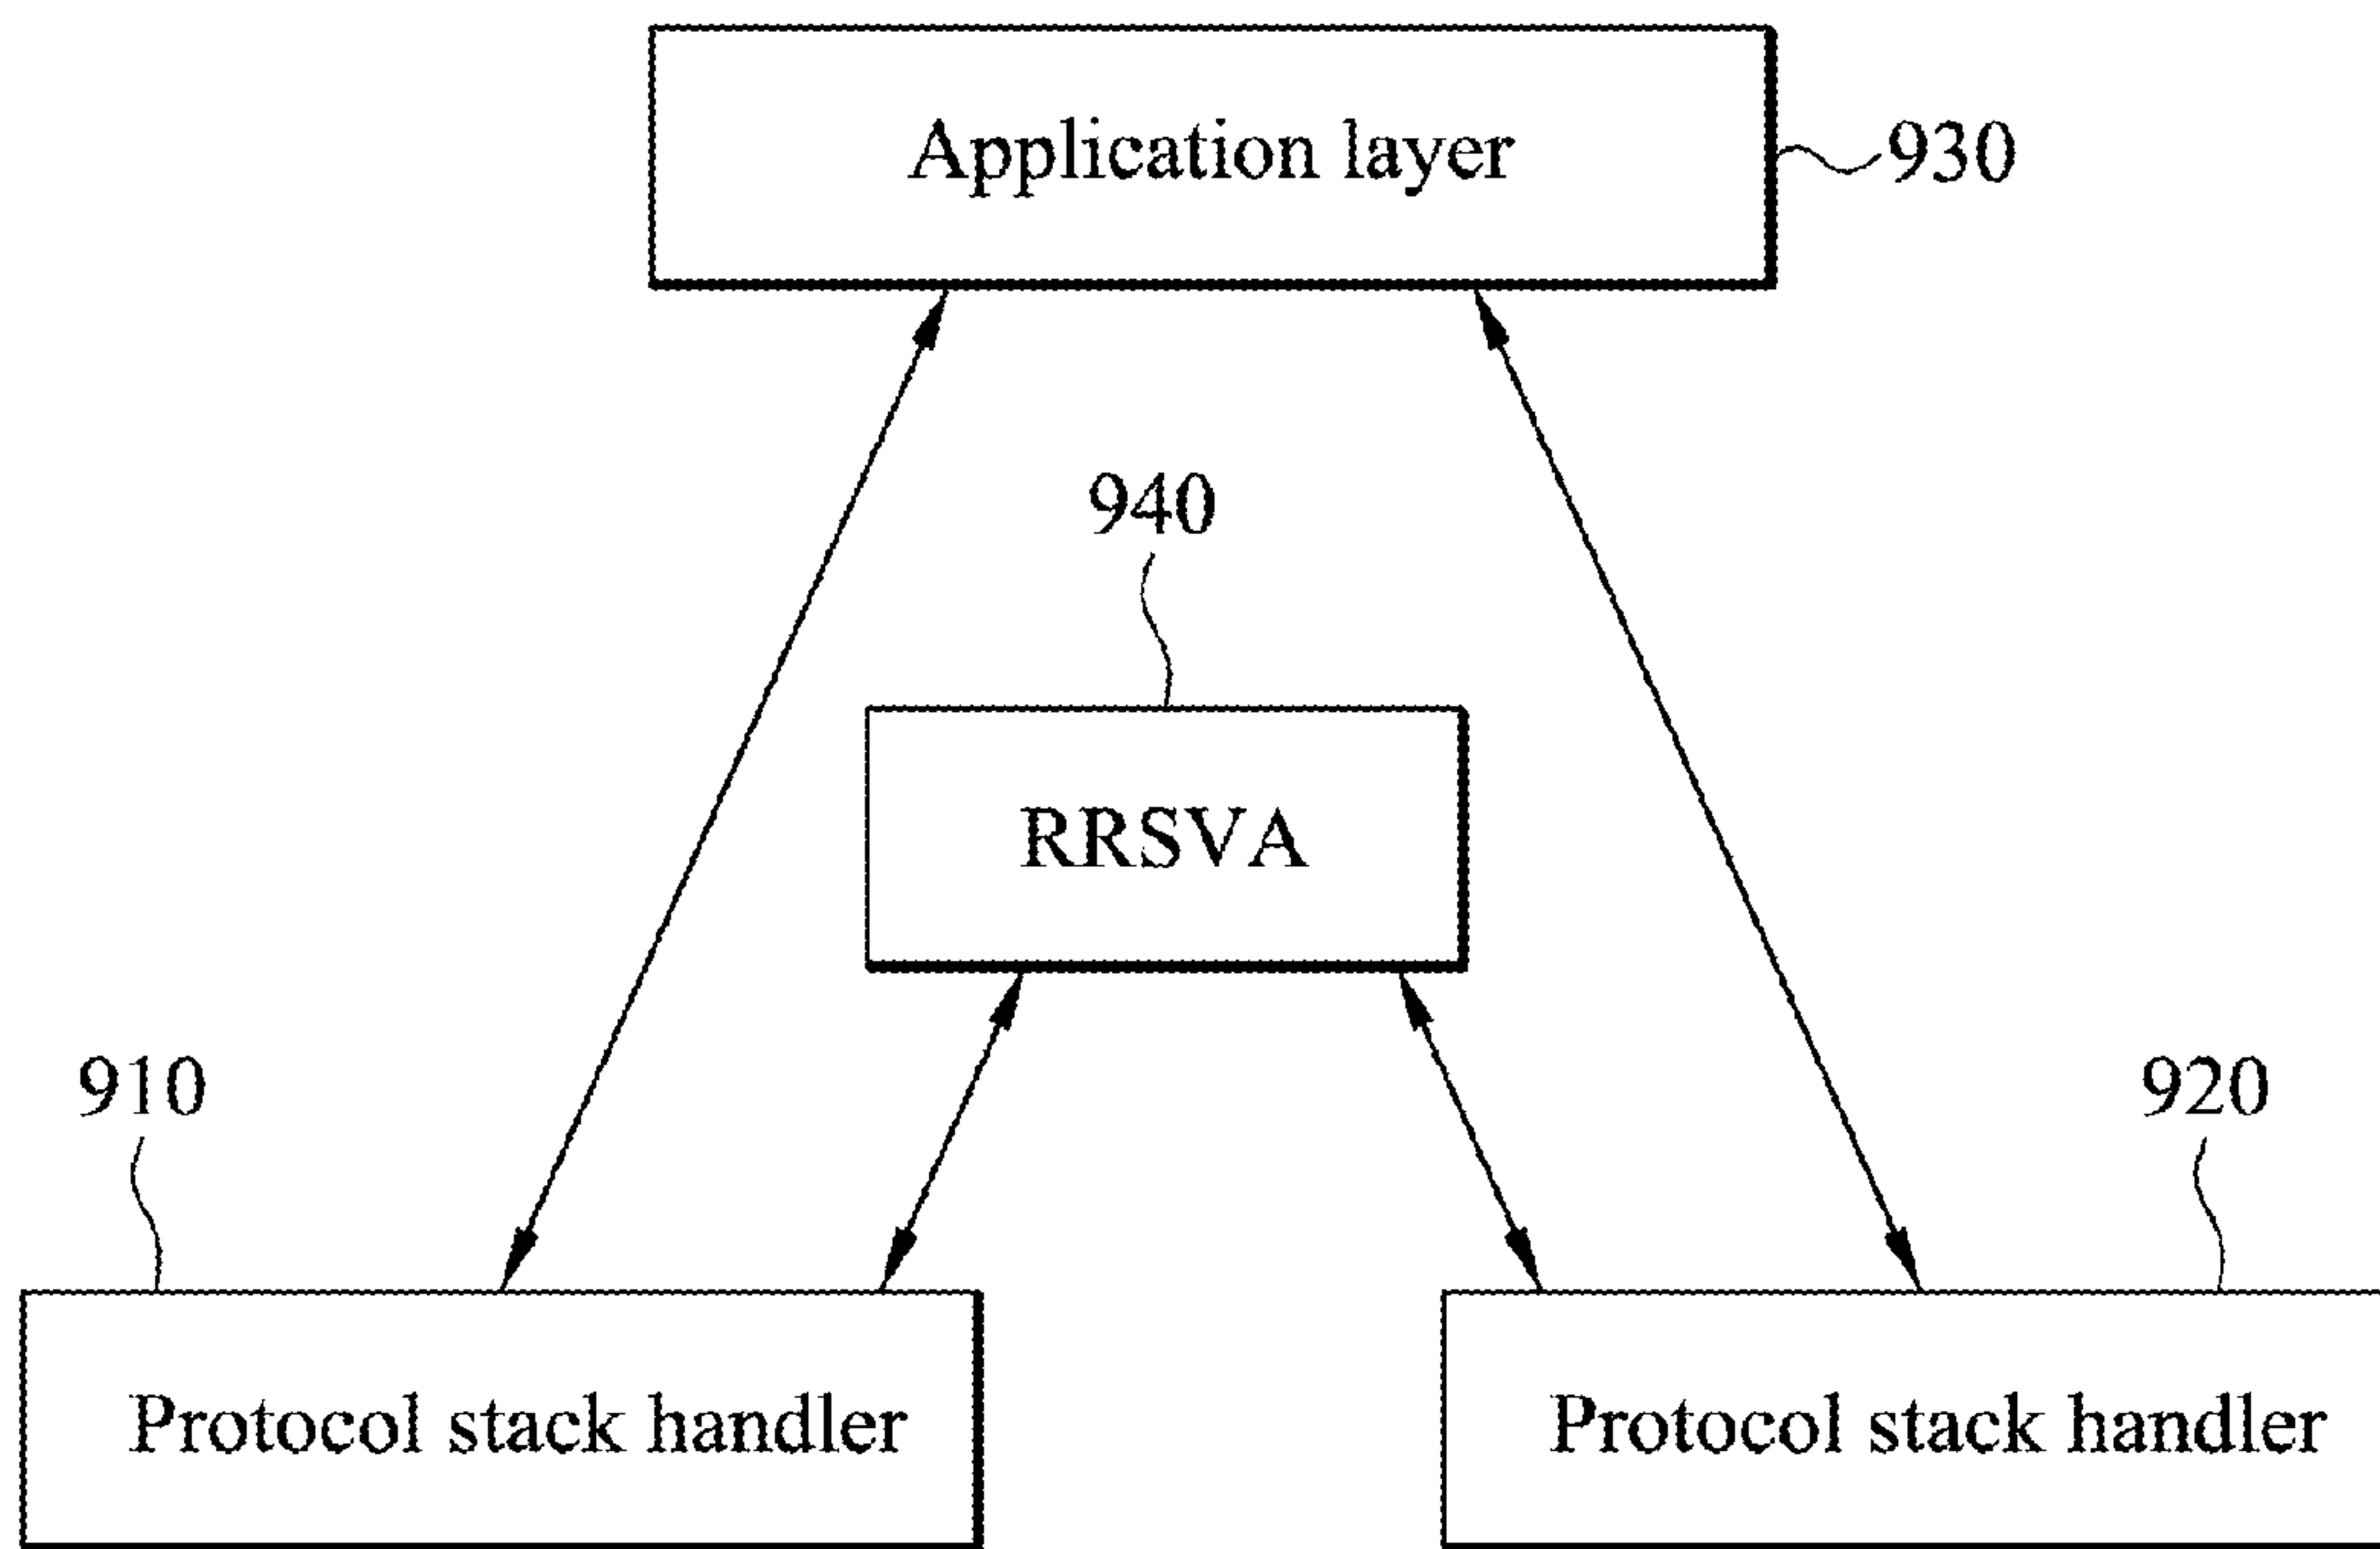 Application layer
930
940
RRSVA
910
920
Protocol stack handler
Protocol stack handler